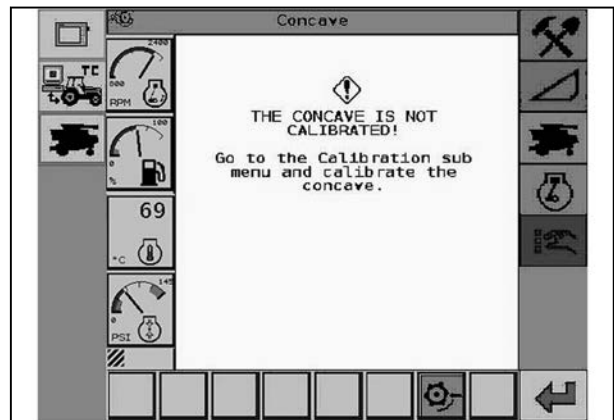 Concave
TC
2400
800
RPM
100
0
%
69
°C
145
0
PSI
THE CONCAVE IS NOT
CALIBRATED!
Go to the Calibration sub
menu and calibrate the
concave.